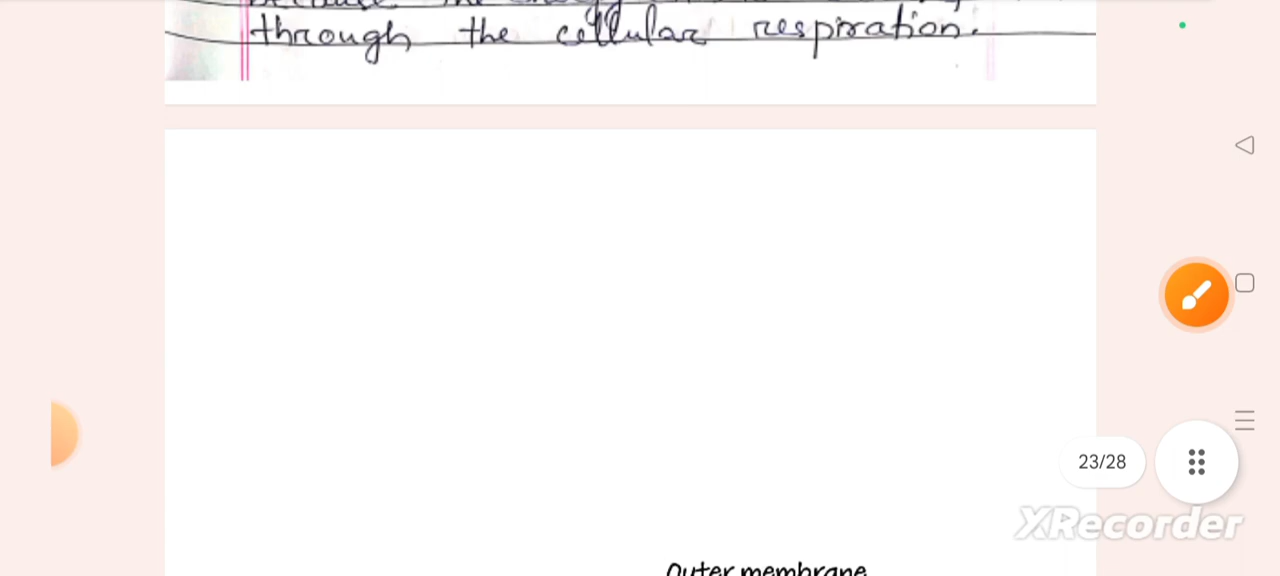 through the cellular respiration.
23/28
XRecorder
Outer membrane